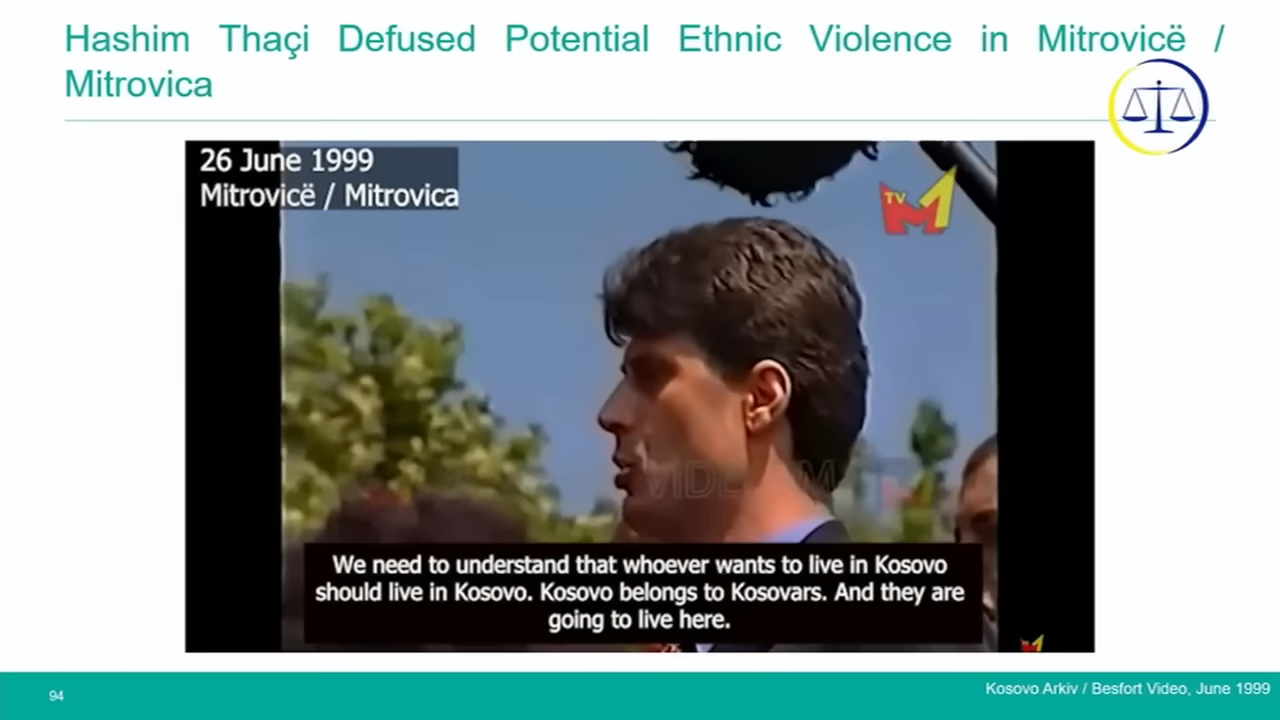 Hashim Thaçi Defused Potential Ethnic Violence in Mitrovicë /
Mitrovica
26 June 1999
Mitrovicë / Mitrovica
TV
M1
We need to understand that whoever wants to live in Kosovo
should live in Kosovo. Kosovo belongs to Kosovars. And they are
going to live here.
94
Kosovo Arkiv / Besfort Video, June 1999